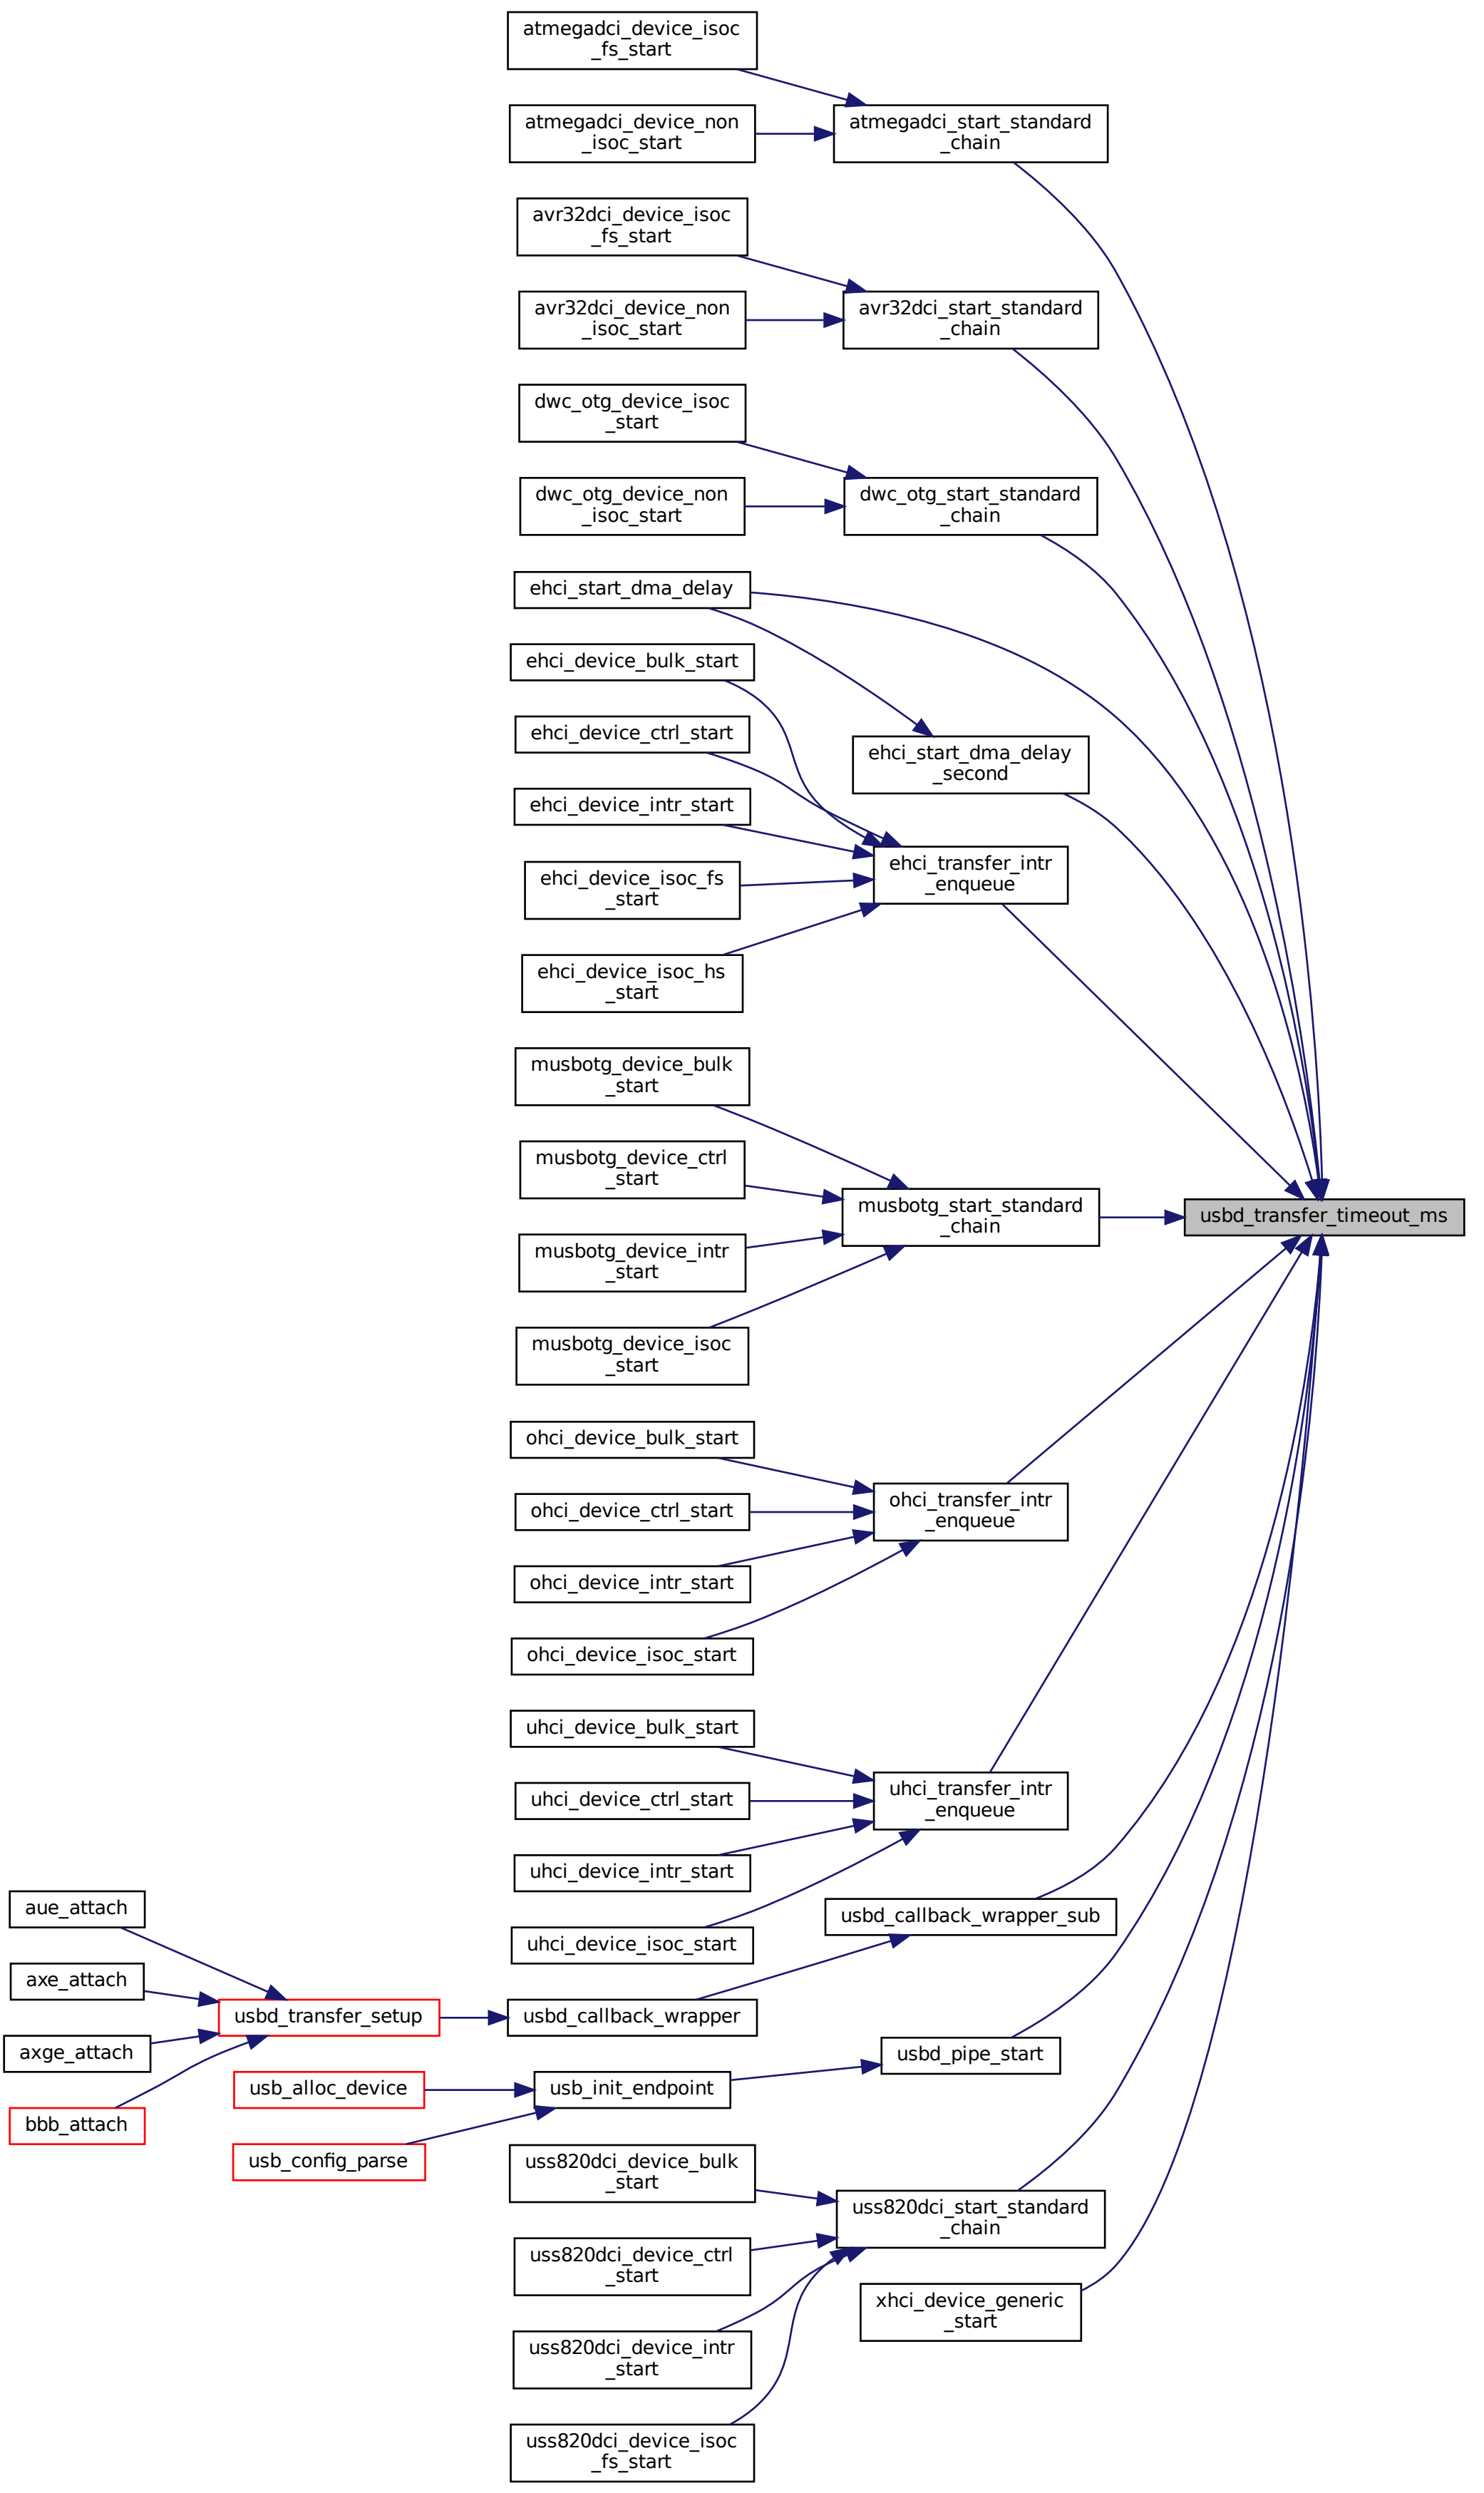 atmegadci_device_isoc
_fs_start
atmegadci_device_non
_isoc_start
atmegadci_start_standard
_chain
avr32dci_device_isoc
_fs_start
avr32dci_device_non
_isoc_start
avr32dci_start_standard
_chain
dwc_otg_device_isoc
_start
dwc_otg_device_non
_isoc_start
dwc_otg_start_standard
_chain
ehci_start_dma_delay
ehci_device_bulk_start
ehci_device_ctrl_start
ehci_start_dma_delay
_second
ehci_device_intr_start
ehci_transfer_intr
_enqueue
ehci_device_isoc_fs
_start
ehci_device_isoc_hs
_start
musbotg_device_bulk
_start
musbotg_device_ctrl
_start
musbotg_start_standard
_chain
usbd_transfer_timeout_ms
musbotg_device_intr
_start
musbotg_device_isoc
_start
ohci_device_bulk_start
ohci_device_ctrl_start
ohci_transfer_intr
_enqueue
ohci_device_intr_start
ohci_device_isoc_start
uhci_device_bulk_start
uhci_device_ctrl_start
uhci_transfer_intr
_enqueue
uhci_device_intr_start
aue_attach
usbd_callback_wrapper_sub
uhci_device_isoc_start
axe_attach
usbd_transfer_setup
usbd_callback_wrapper
axge_attach
usbd_pipe_start
usb_alloc_device
usb_init_endpoint
bbb_attach
usb_config_parse
uss820dci_device_bulk
_start
uss820dci_start_standard
_chain
uss820dci_device_ctrl
_start
xhci_device_generic
_start
uss820dci_device_intr
_start
uss820dci_device_isoc
_fs_start